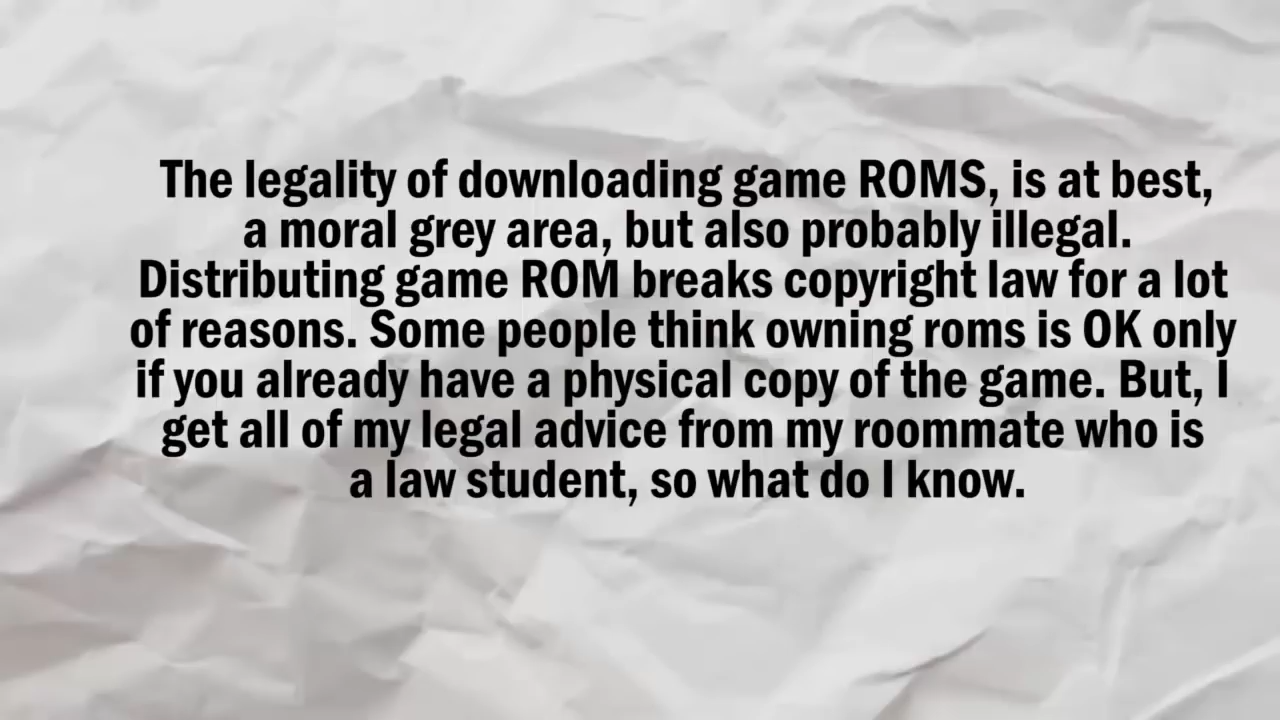 The legality of downloading game ROMS, is at best,
a moral grey area, but also probably illegal.
Distributing game ROM breaks copyright law for a lot
of reasons. Some people think owning roms is OK only
if you already have a physical copy of the game. But, I
get all of my legal advice from my roommate who is
a law student, so what do I know.